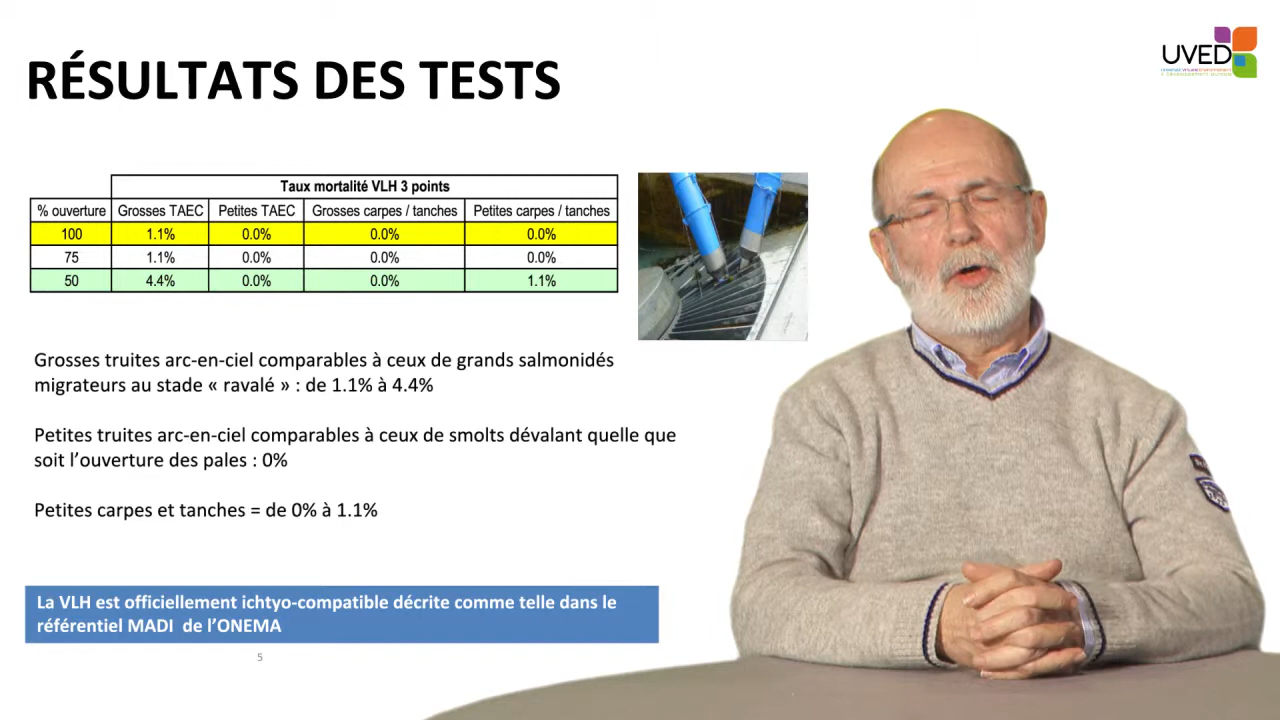 RÉSULTATS DES TESTS
UVED
Taux mortalité VLH 3 points
% ouverture Grosses TAEC Petites TAEC Grosses carpes / tanches Petites carpes / tanches
100 1.1% 0.0% 0.0% 0.0%
75 1.1% 0.0% 0.0% 0.0%
50 4.4% 0.0% 0.0% 1.1%
Grosses truites arc-en-ciel comparables à ceux de grands salmonidés
migrateurs au stade « ravalé » : de 1.1% à 4.4%
Petites truites arc-en-ciel comparables à ceux de smolts dévalant quelle que
soit l’ouverture des pales : 0%
Petites carpes et tanches = de 0% à 1.1%
La VLH est officiellement ichtyo-compatible décrite comme telle dans le
référentiel MADI de l’ONEMA
5